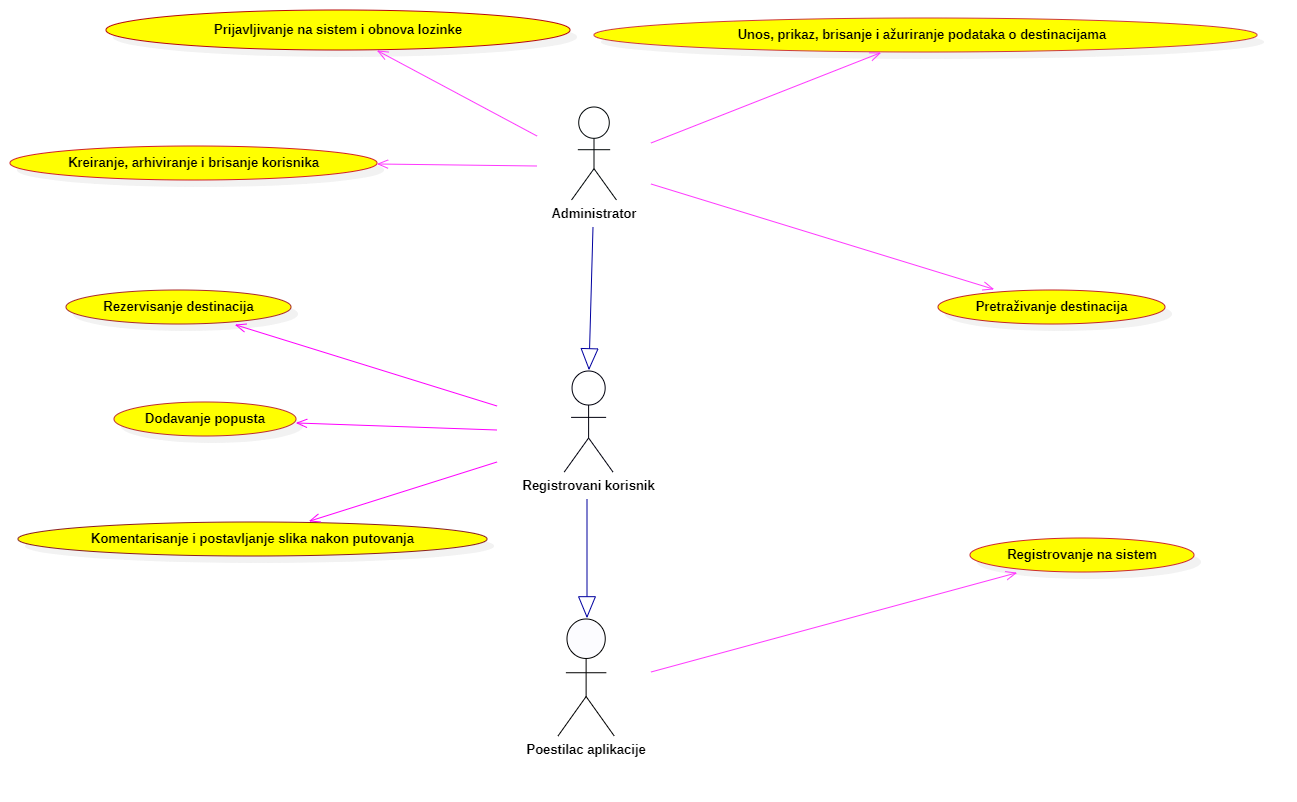 Prijavljivanje na sistem i obnova lozinke
Unos, prikaz, brisanje i ažuriranje podataka o destinacijama
Kreiranje, arhiviranje i brisanje korisnika
Administrator
Rezervisanje destinacija
Pretraživanje destinacija
Dodavanje popusta
Registrovani korisnik
Komentarisanje i postavljanje slika nakon putovanja
Registrovanje na sistem
Poestilac aplikacije